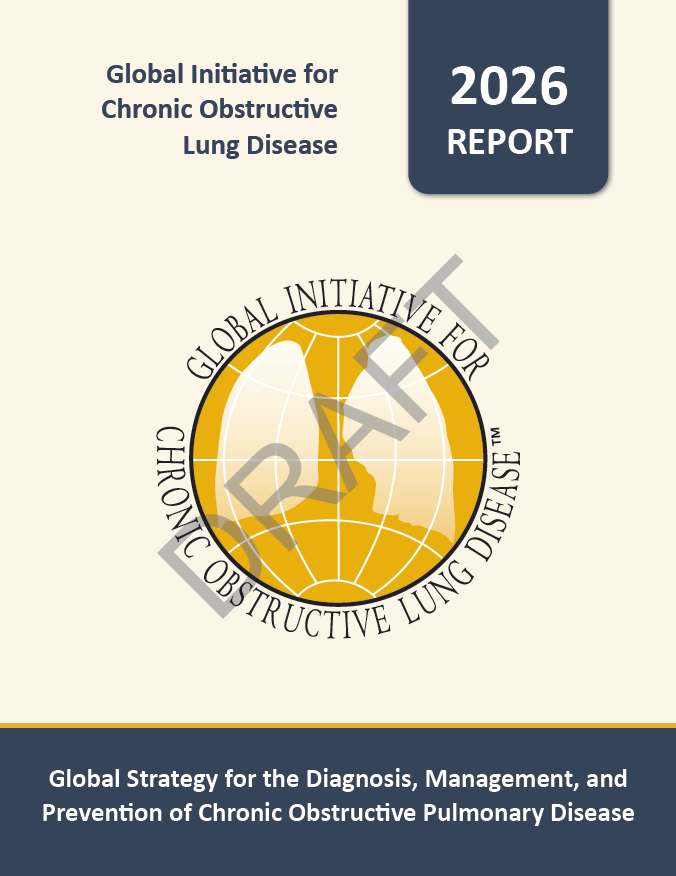 Global Initiative for
Chronic Obstructive
Lung Disease
2026
REPORT
GLOBAL INITIATIVE FOR
CHRONIC OBSTRUCTIVE LUNG DISEASE™
DRAFT
Global Strategy for the Diagnosis, Management, and
Prevention of Chronic Obstructive Pulmonary Disease